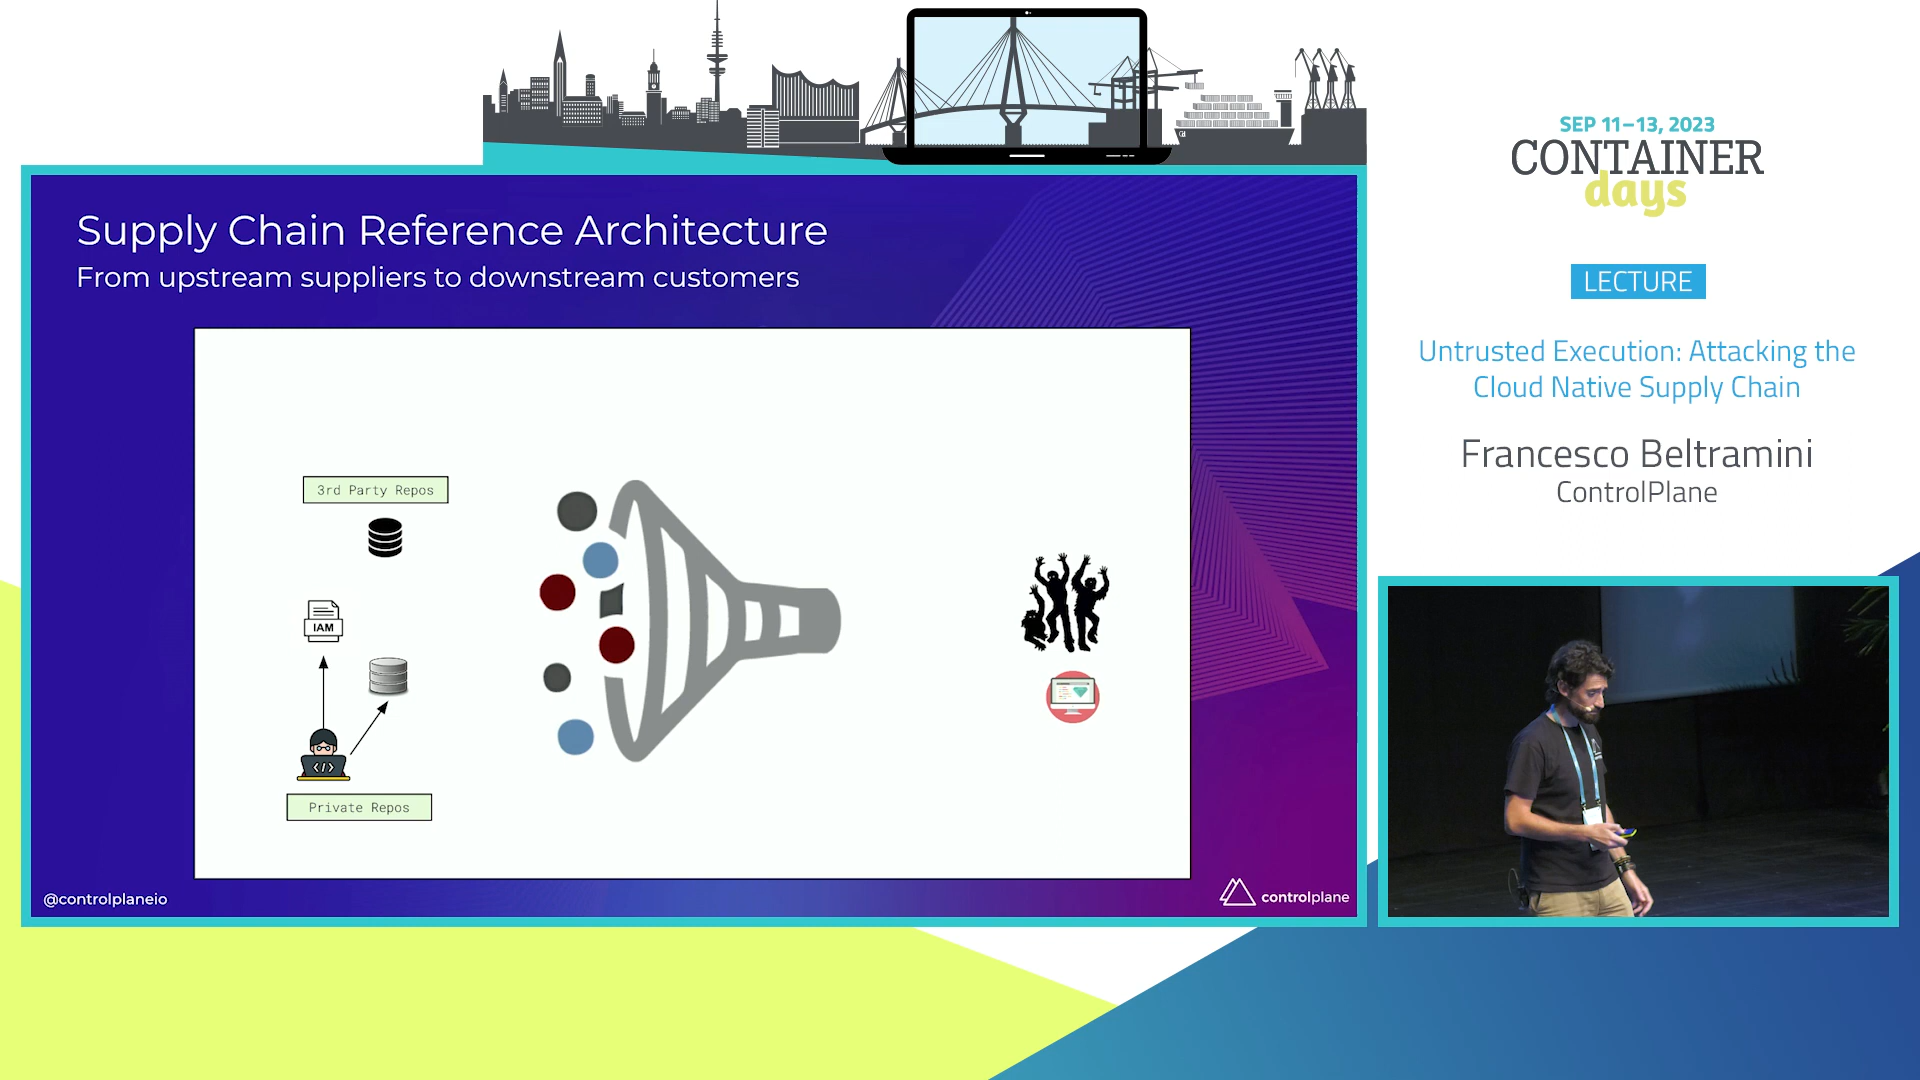 SEP 11–13, 2023
CONTAINER
days
LECTURE
Untrusted Execution: Attacking the
Cloud Native Supply Chain
Francesco Beltramini
ControlPlane
Supply Chain Reference Architecture
From upstream suppliers to downstream customers
3rd Party Repos
IAM
</>
Private Repos
@controlplaneio
controlplane